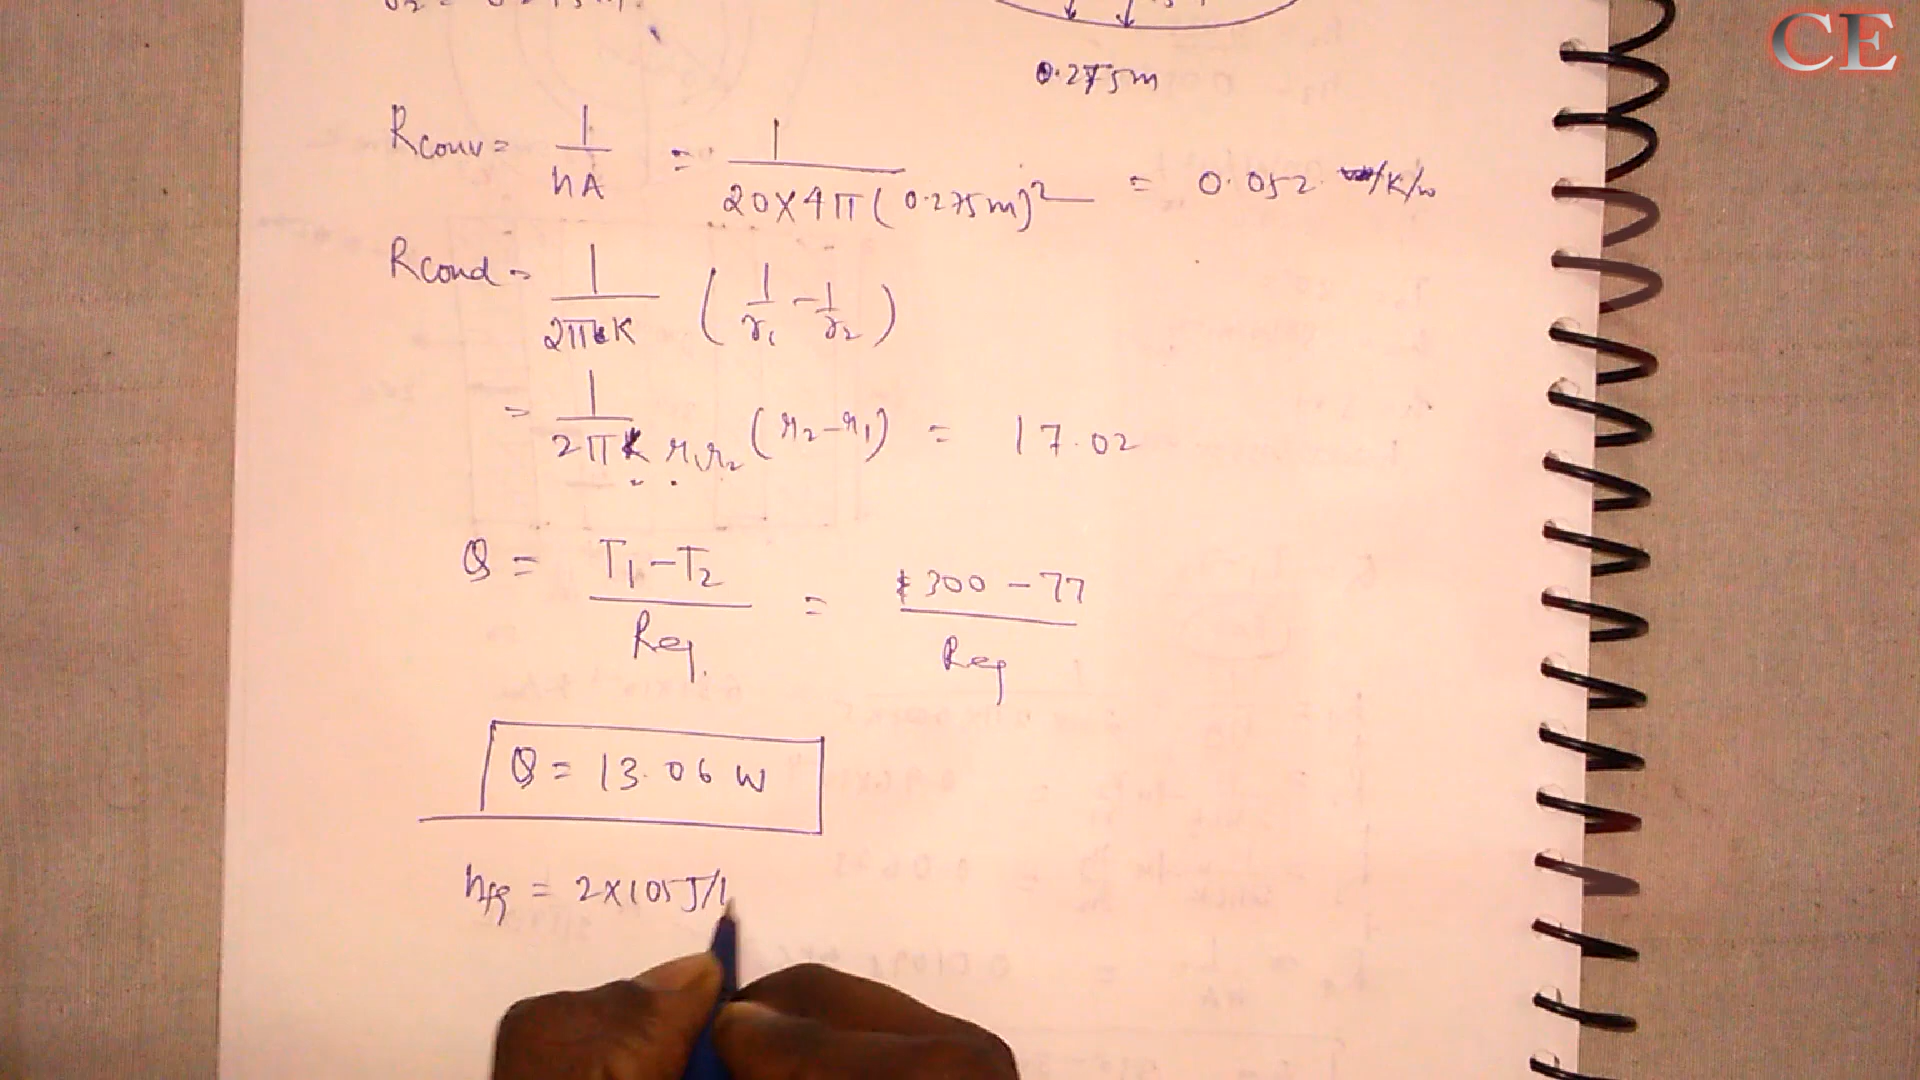 CE
0.275m
Rconv = 1/hA = 1/20×4π(0.275m)² = 0.052 K/W
Rcond = 1/2πK (1/r₁ - 1/r₂)
= 1/2πK r₁r₂ (r₂-r₁) = 17.02
Q = T₁-T₂/Req. = 300-77/Req
Q = 13.06 W
hfg = 2×105J/